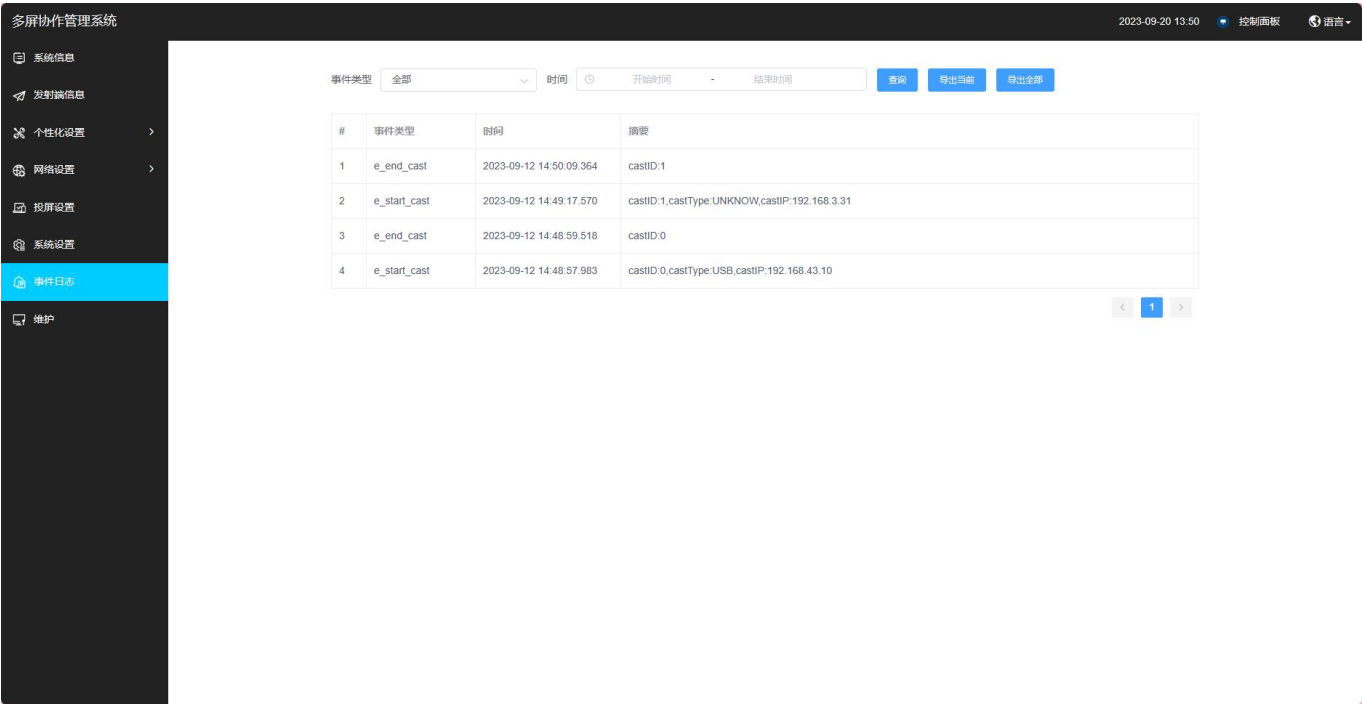 多屏协作管理系统
2023-09-20 13:50 控制面板 语言
系统信息
发射端信息
个性化设置
网络设置
投屏设置
系统设置
事件日志
维护
事件类型 全部 时间 开始时间 - 结束时间 查询 导出当前 导出全部
# 事件类型 时间 摘要
1 e_end_cast 2023-09-12 14:50:09.364 castID:1
2 e_start_cast 2023-09-12 14:49:17.570 castID:1,castType:UNKNOW,castIP:192.168.3.31
3 e_end_cast 2023-09-12 14:48:59.518 castID:0
4 e_start_cast 2023-09-12 14:48:57.983 castID:0,castType:USB,castIP:192.168.43.10
< 1 >